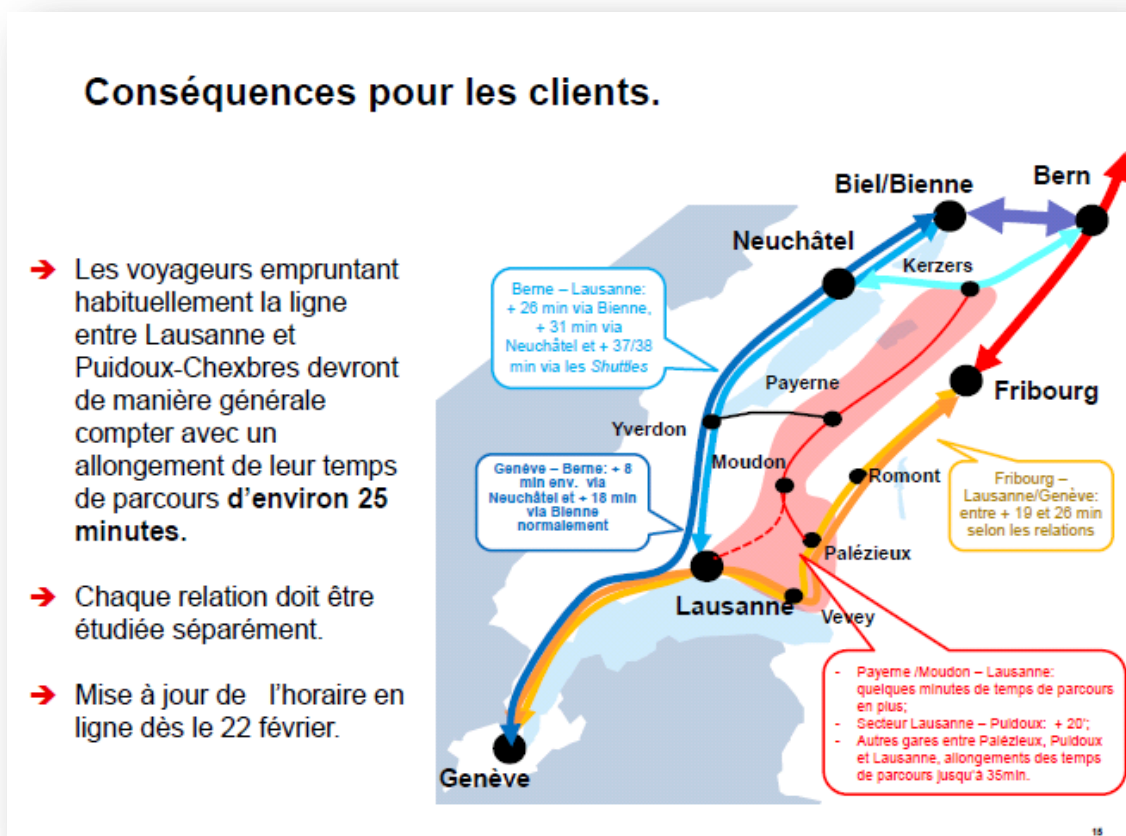 Conséquences pour les clients.
➔ Les voyageurs empruntant
habituellement la ligne
entre Lausanne et
Puidoux-Chexbres devront
de manière générale
compter avec un
allongement de leur temps
de parcours d'environ 25
minutes.
➔ Chaque relation doit être
étudiée séparément.
➔ Mise à jour de l'horaire en
ligne dès le 22 février.
Biel/Bienne
Bern
Neuchâtel
Kerzers
Berne – Lausanne:
+ 26 min via Bienne,
+ 31 min via
Neuchâtel et + 37/38
min via les Shuttles
Payerne
Fribourg
Yverdon
Moudon
Romont
Genève – Berne: + 8
min env. via
Neuchâtel et + 18 min
via Bienne
normalement
Fribourg –
Lausanne/Genève:
entre + 19 et 26 min
selon les relations
Palézieux
Lausanne
Vevey
- Payerne /Moudon – Lausanne:
quelques minutes de temps de parcours
en plus;
- Secteur Lausanne – Puidoux: + 20';
- Autres gares entre Palézieux, Puidoux
et Lausanne, allongements des temps
de parcours jusqu'à 35min.
Genève
15